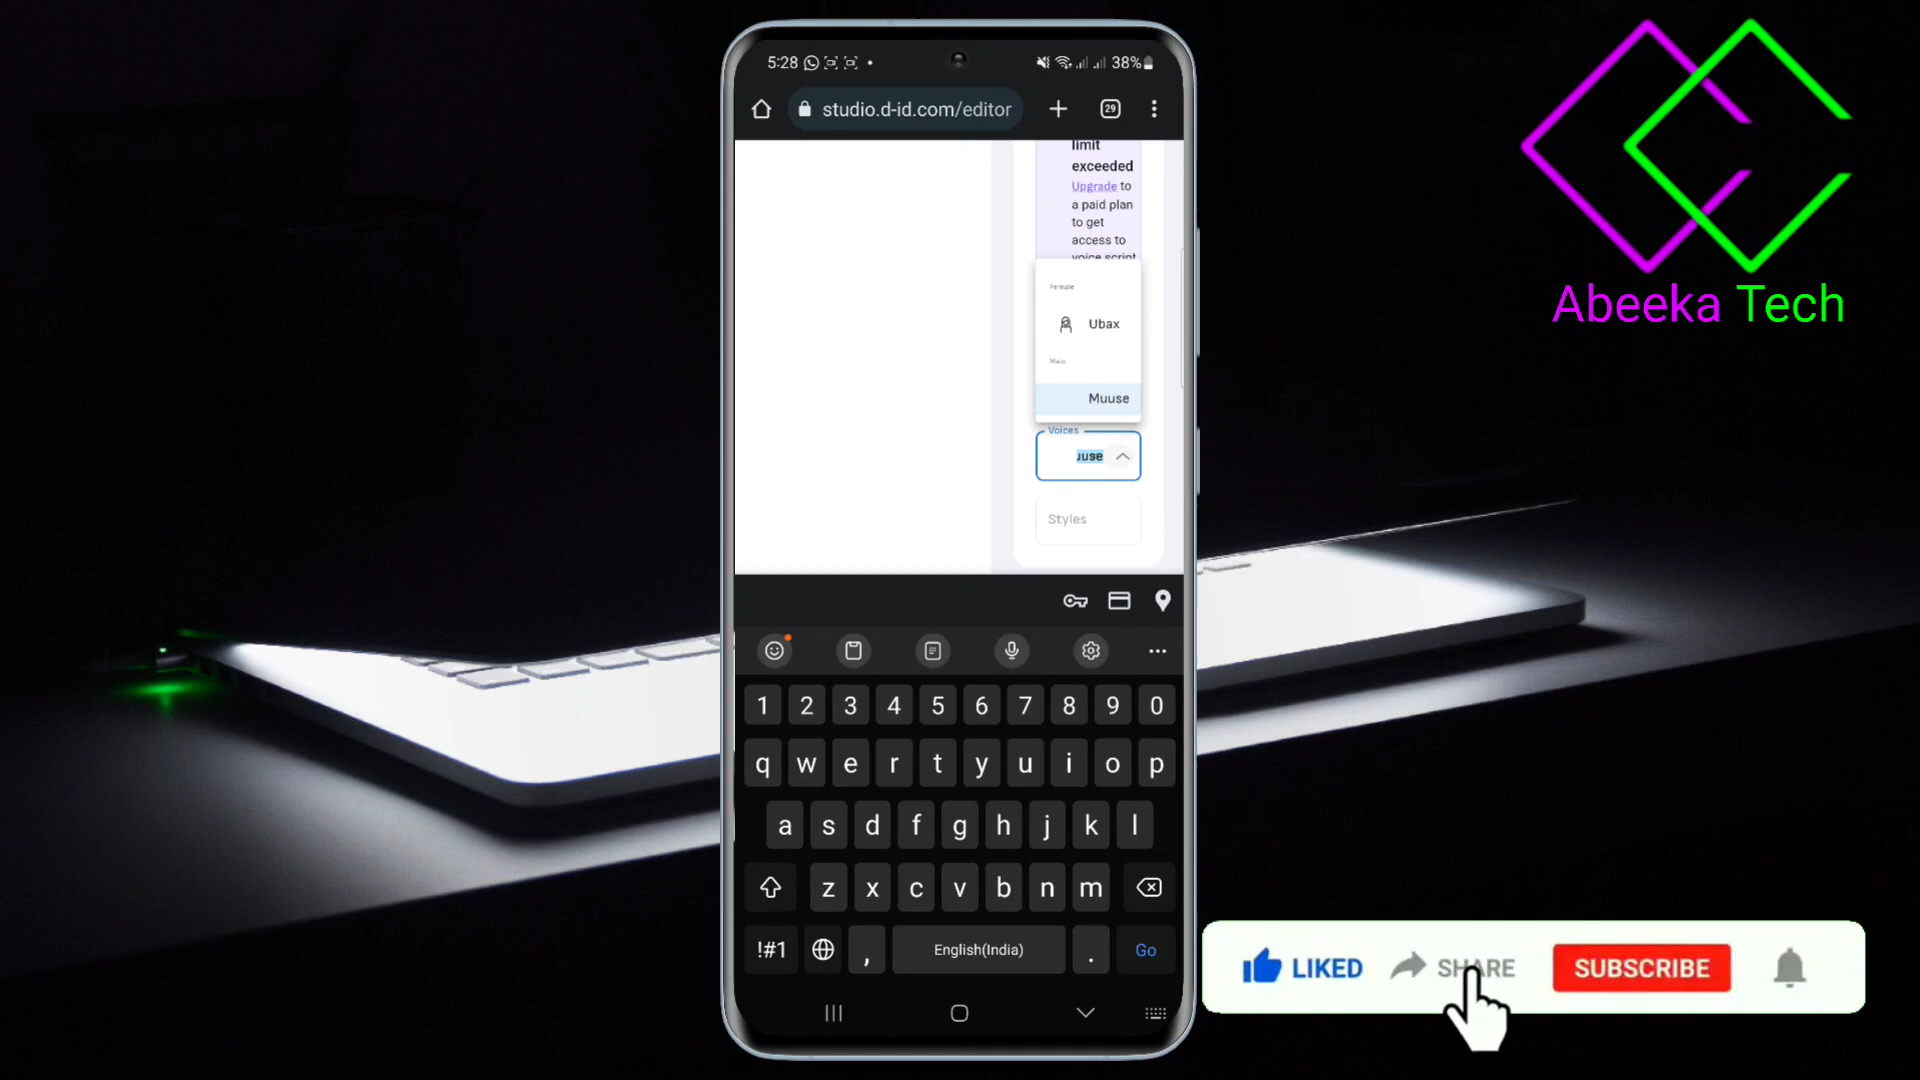 5:28
38%
studio.d-id.com/editor
29
limit
exceeded
Upgrade to
a paid plan
to get
access to
voice script
Female
Ubax
Male
Muuse
Voices
uuse
Styles
1 2 3 4 5 6 7 8 9 0
q w e r t y u i o p
a s d f g h j k l
z x c v b n m
!#1 , English(India) . Go
Abeeka Tech
LIKED SHARE SUBSCRIBE